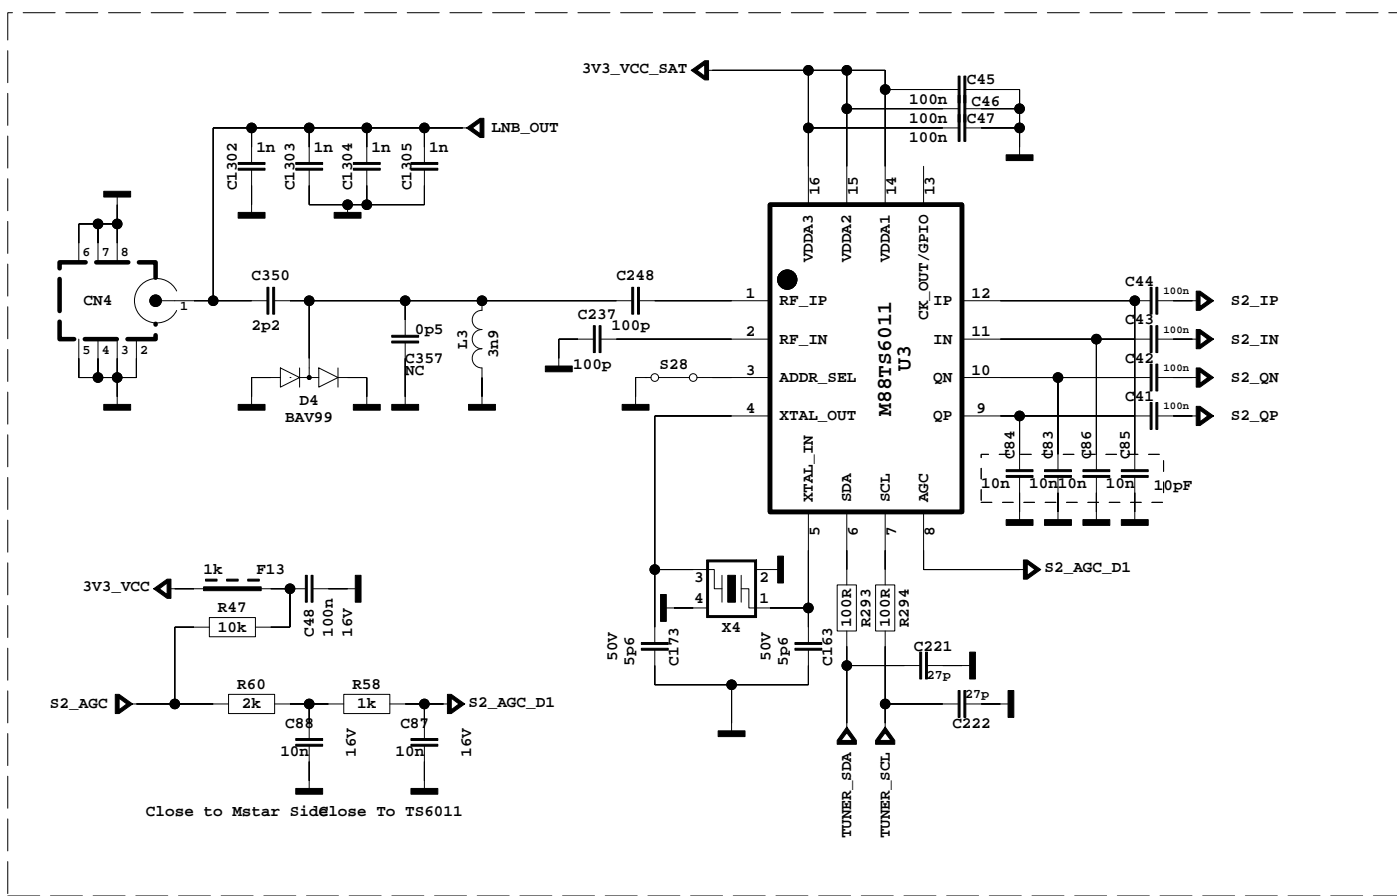 3V3_VCC_SAT
C45
100n
C46
100n
C47
100n
LNB_OUT
1n
1n
1n
1n
C1302
C1303
C1304
C1305
16
15
14
13
VDDA3
VDDA2
VDDA1
CK_OUT/GPIO
6
7
8
CN4
1
5
4
3
2
C350
2p2
0p5
C357
NC
L3
3n9
D4
BAV99
C248
100p
C237
100p
S28
1
RF_IP
2
RF_IN
3
ADDR_SEL
4
XTAL_OUT
M88TS6011
U3
IP
12
IN
11
QN
10
QP
9
C44
100n
S2_IP
C43
100n
S2_IN
C42
100n
S2_QN
C41
100n
S2_QP
C84
C83
C86
C85
10n
10n
10n
10n
10pF
XTAL_IN
SDA
SCL
AGC
5
6
7
8
S2_AGC_D1
3
2
4
1
X4
50V
5p6
C173
50V
5p6
C163
100R
R293
100R
R294
C221
27p
27p
C222
TUNER_SDA
TUNER_SCL
1k
F13
3V3_VCC
R47
10k
C48
100n
16V
S2_AGC
R60
2k
R58
1k
S2_AGC_D1
C88
10n
16V
C87
10n
16V
Close to Mstar Side
Close To TS6011